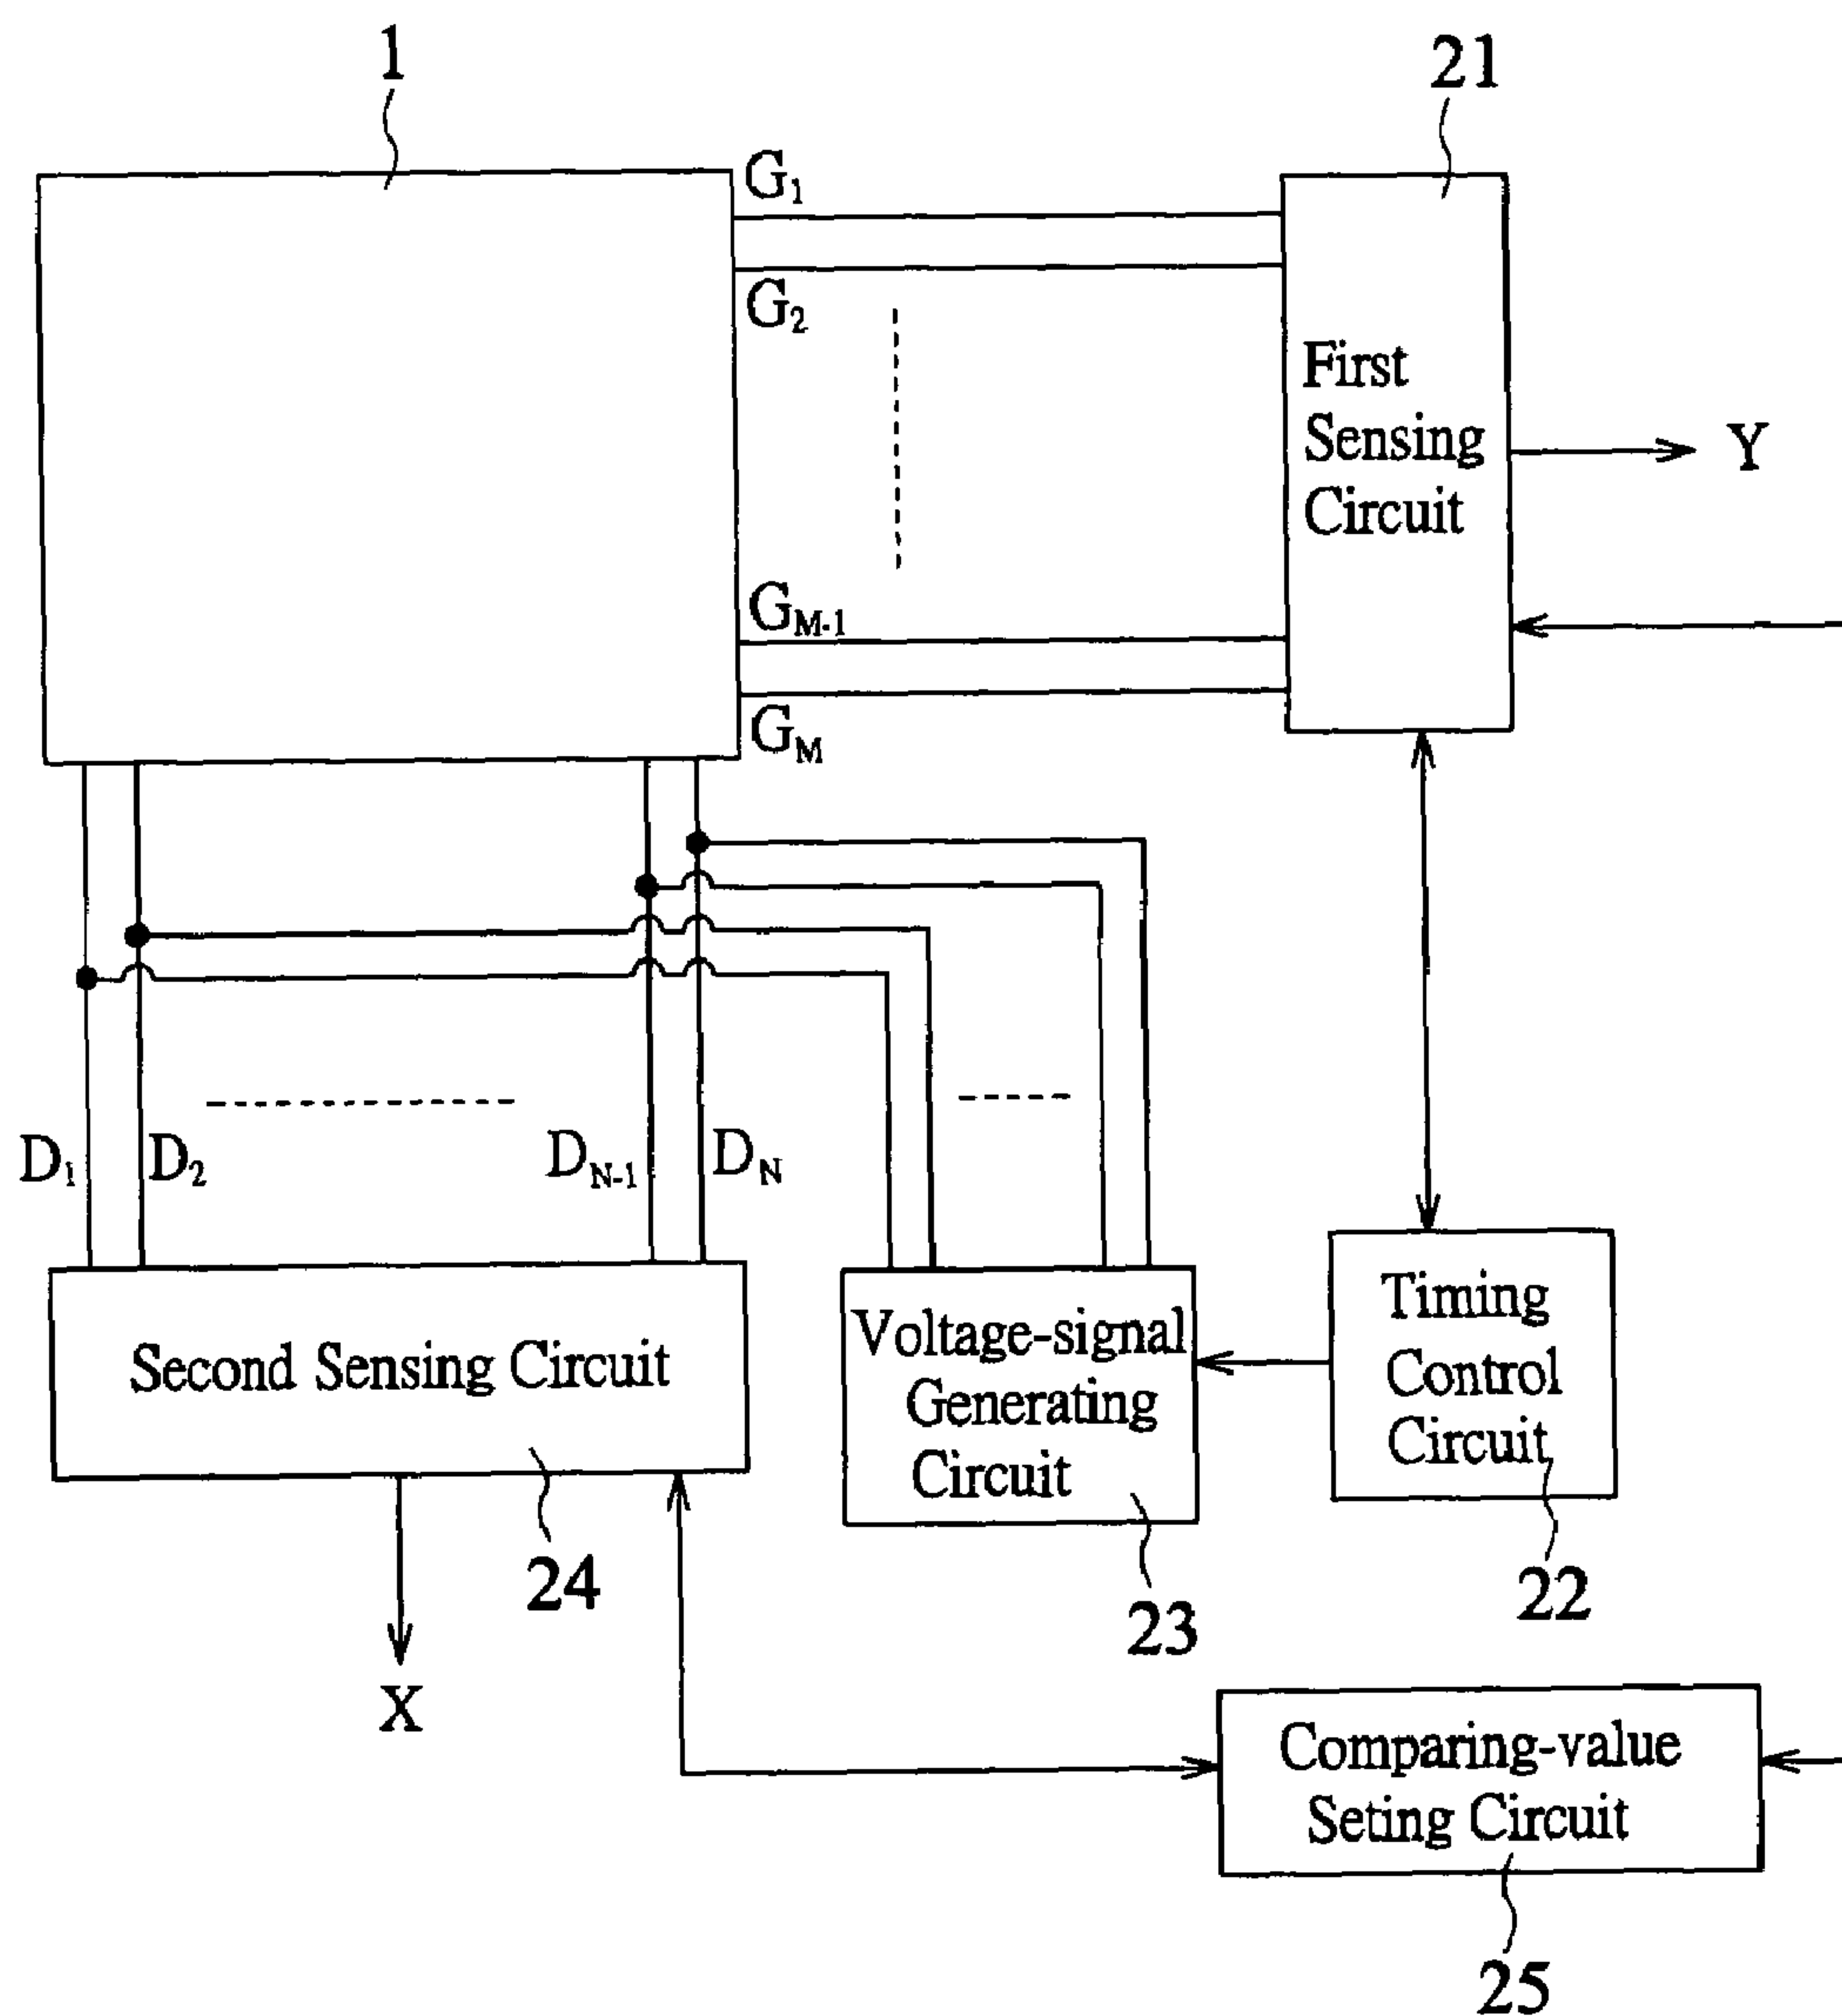 1
21
G1
G2
First
Sensing
Circuit
Y
GM-1
GM
D1
D2
DN-1
DN
Second Sensing Circuit
Voltage-signal
Generating
Circuit
Timing
Control
Circuit
24
23
22
X
Comparing-value
Seting Circuit
25